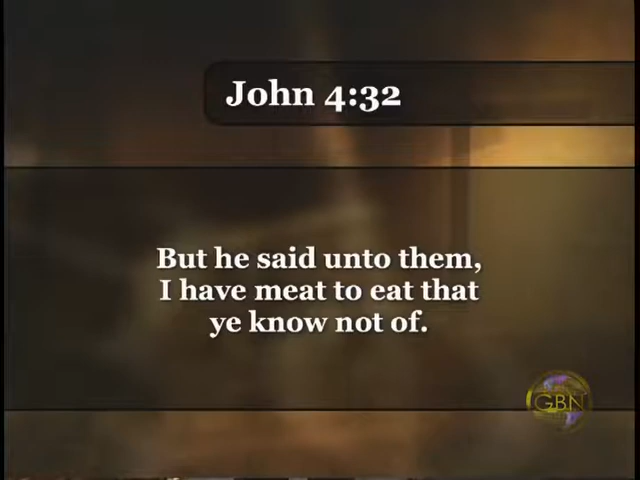 John 4:32
But he said unto them,
I have meat to eat that
ye know not of.
GBN